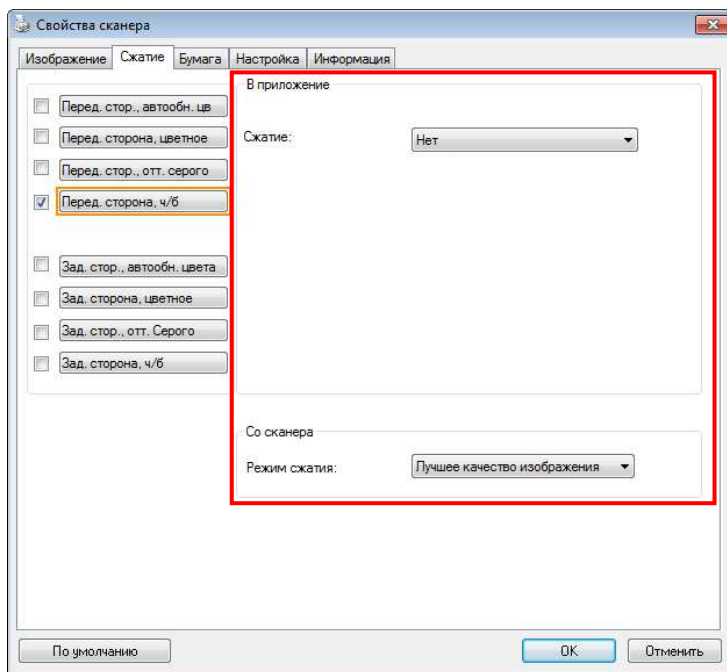 Свойства сканера
Изображение Сжатие Бумага Настройка Информация
В приложение
Перед. стор., автообн. цв
Перед. сторона, цветное
Сжатие: Нет
Перед. стор., отт. серого
Перед. сторона, ч/б
Зад. стор., автообн. цвета
Зад. сторона, цветное
Зад. стор., отт. Серого
Зад. сторона, ч/б
Со сканера
Режим сжатия: Лучшее качество изображения
По умолчанию OK Отменить